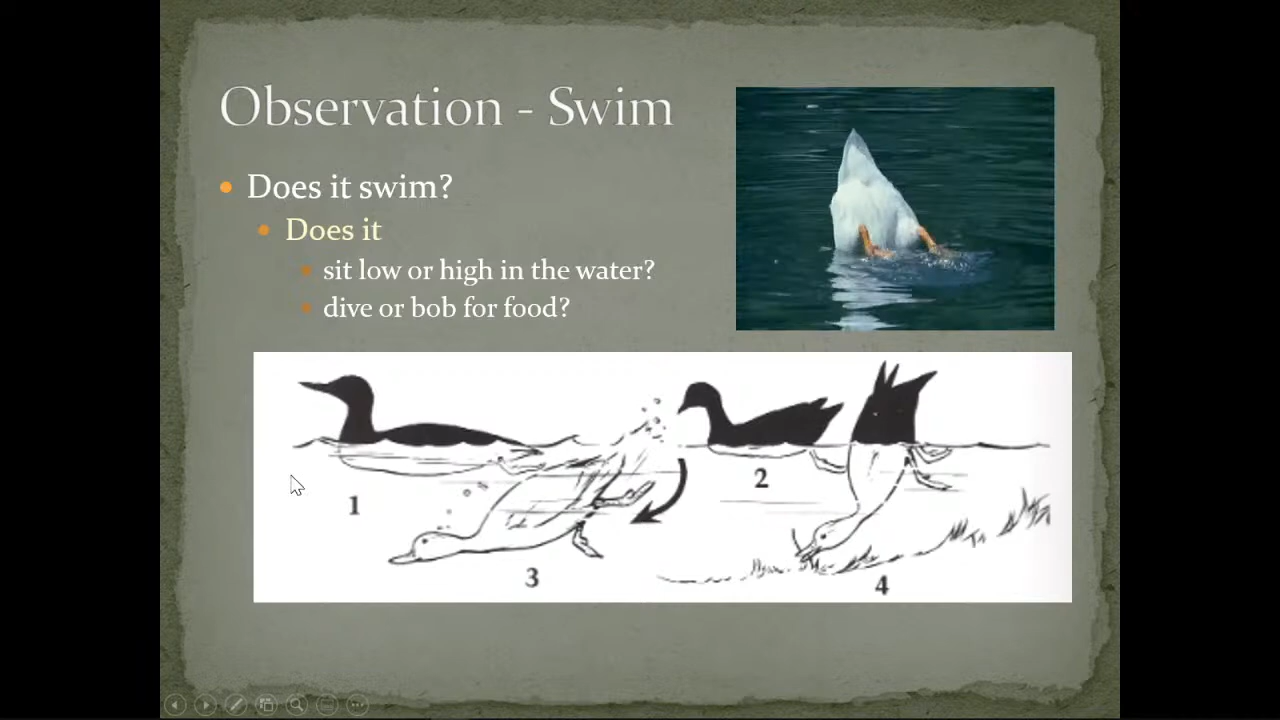 Observation - Swim
Does it swim?
Does it
sit low or high in the water?
dive or bob for food?
1
2
3
4